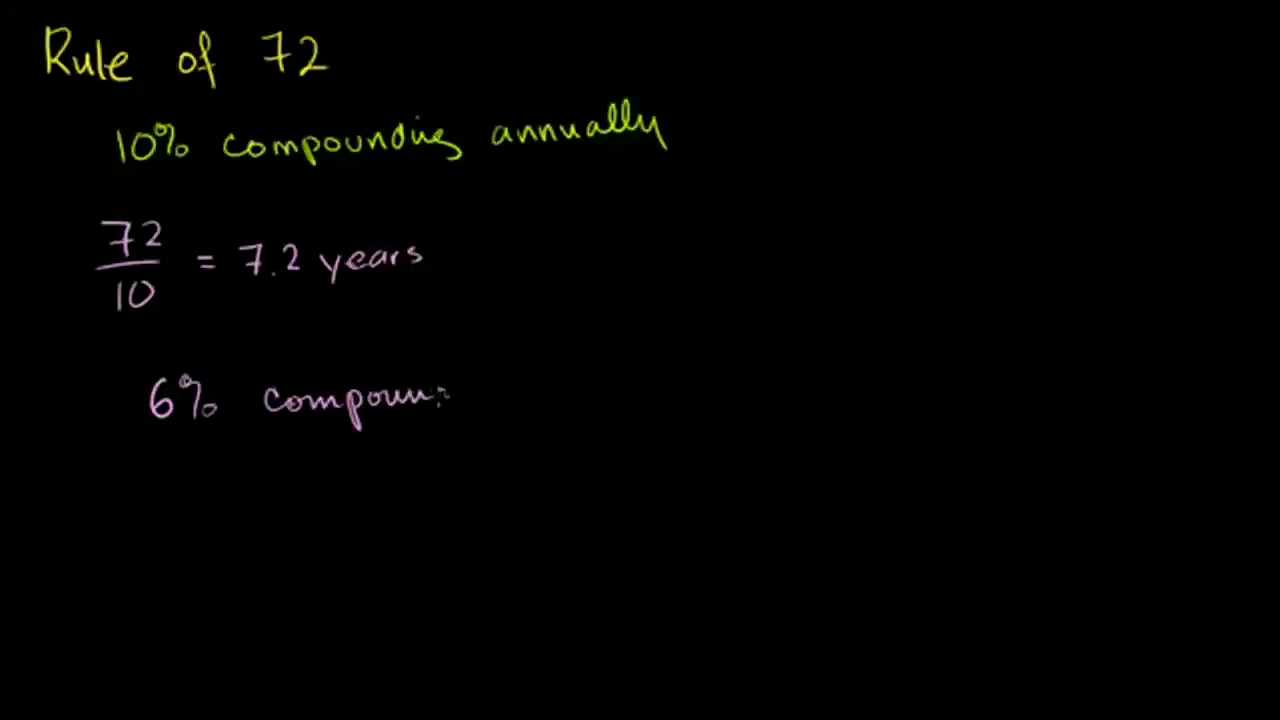 Rule of 72
10% compounding annually
72
10
= 7.2 years
6% compoun